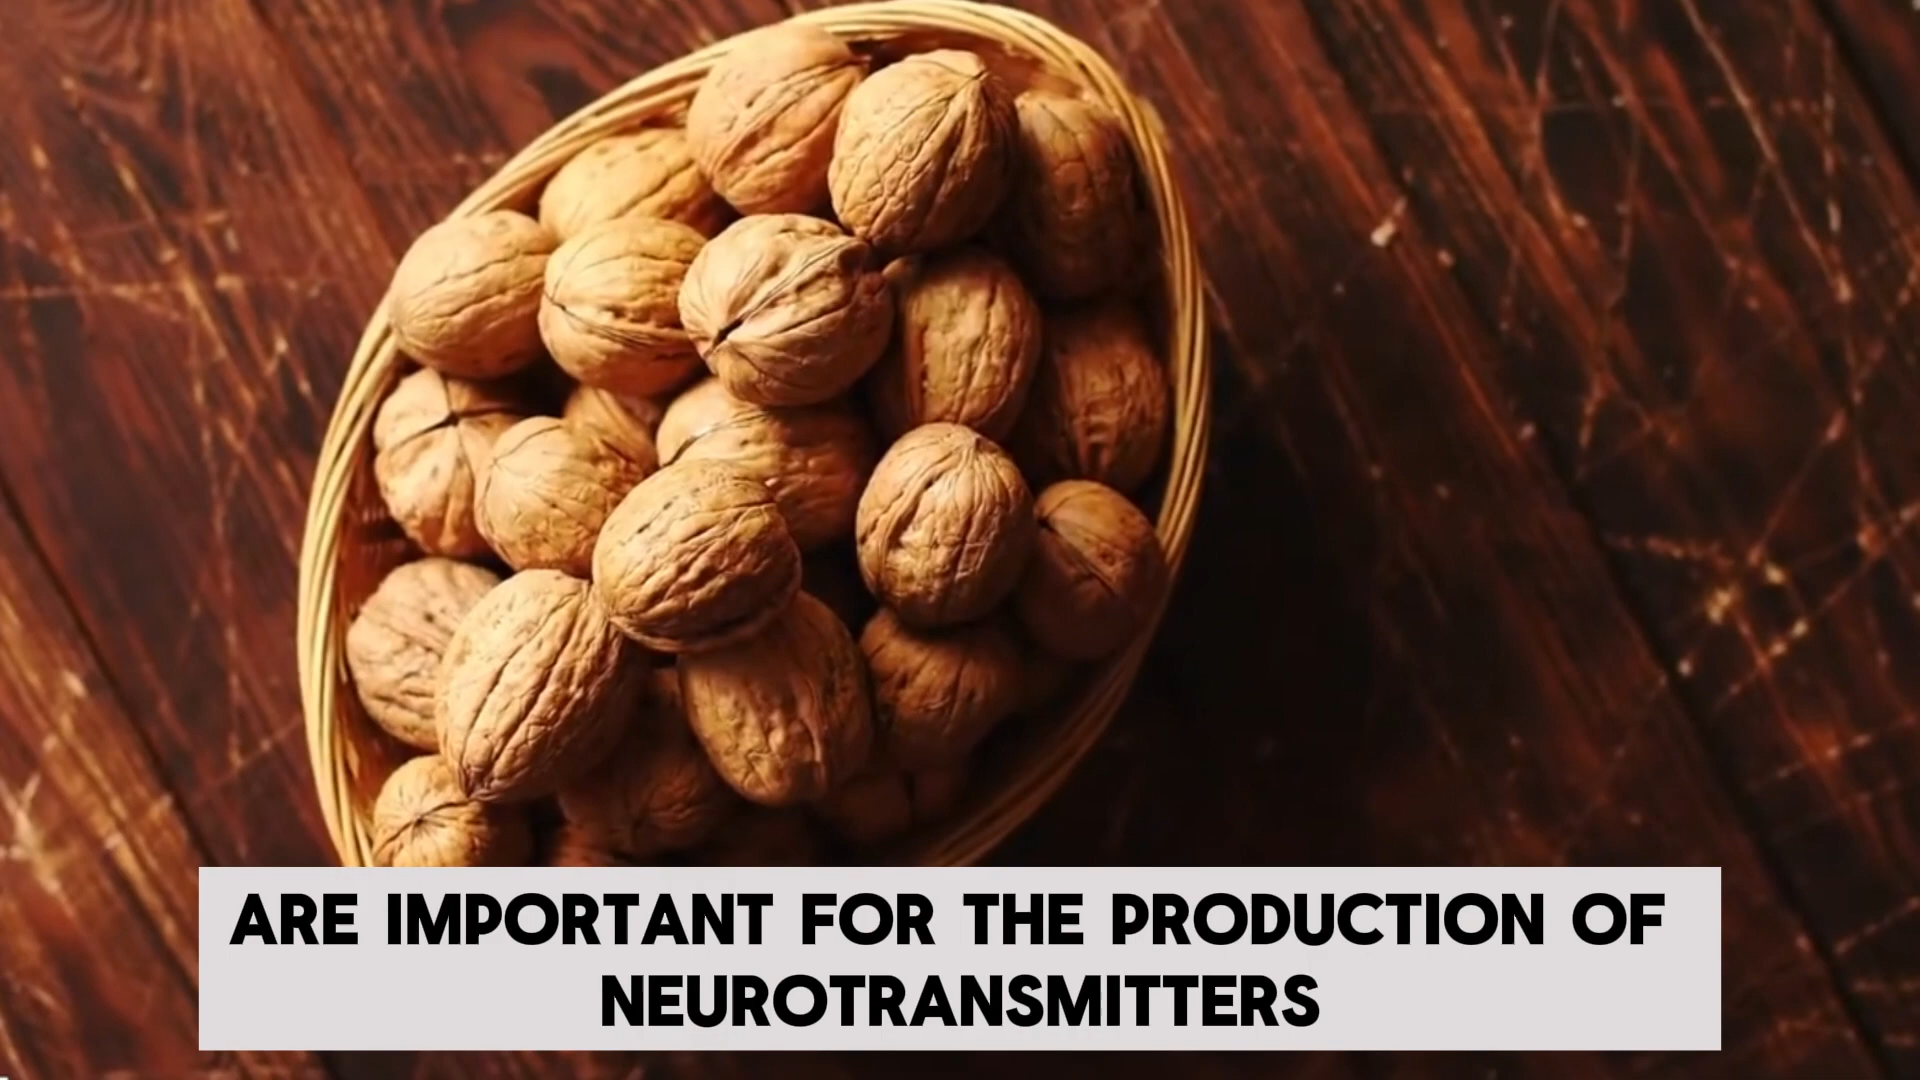 ARE IMPORTANT FOR THE PRODUCTION OF
NEUROTRANSMITTERS